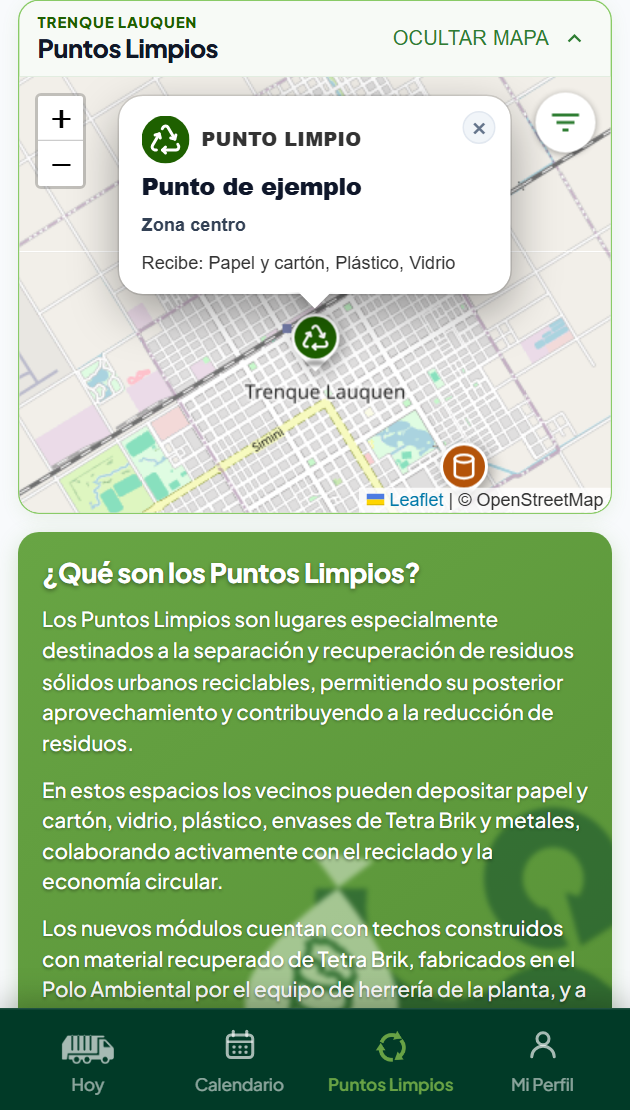 TRENQUE LAUQUEN
Puntos Limpios
OCULTAR MAPA
+
−
PUNTO LIMPIO
Punto de ejemplo
Zona centro
Recibe: Papel y cartón, Plástico, Vidrio
Trenque Lauquen
Simini
Leaflet | © OpenStreetMap
¿Qué son los Puntos Limpios?
Los Puntos Limpios son lugares especialmente
destinados a la separación y recuperación de residuos
sólidos urbanos reciclables, permitiendo su posterior
aprovechamiento y contribuyendo a la reducción de
residuos.
En estos espacios los vecinos pueden depositar papel y
cartón, vidrio, plástico, envases de Tetra Brik y metales,
colaborando activamente con el reciclado y la
economía circular.
Los nuevos módulos cuentan con techos construidos
con material recuperado de Tetra Brik, fabricados en el
Polo Ambiental por el equipo de herrería de la planta, y a
Hoy
Calendario
Puntos Limpios
Mi Perfil